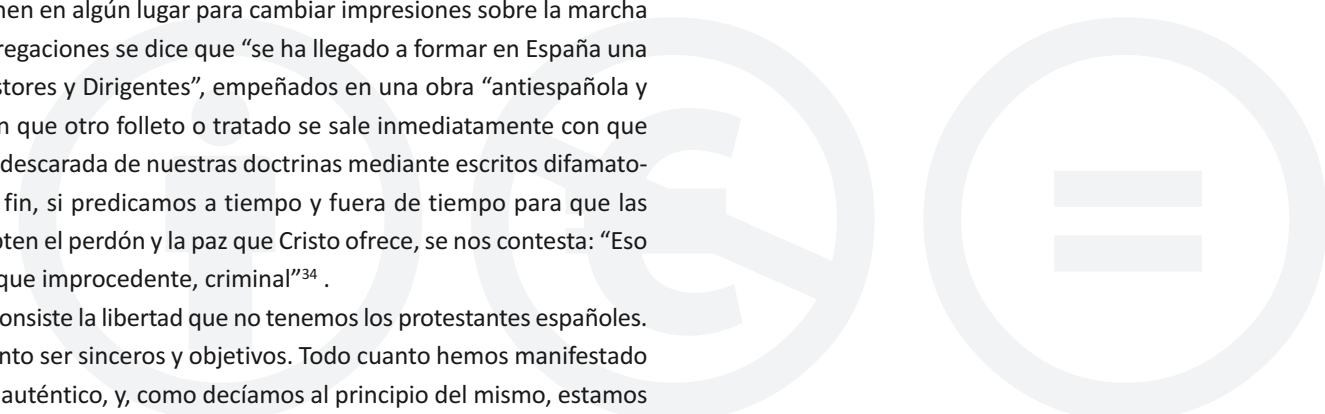 nen en algún lugar para cambiar impresiones sobre la marcha
regaciones se dice que “se ha llegado a formar en España una
stores y Dirigentes”, empeñados en una obra “antiespañola y
n que otro folleto o tratado se sale inmediatamente con que
descarada de nuestras doctrinas mediante escritos difamato-
fin, si predicamos a tiempo y fuera de tiempo para que las
pten el perdón y la paz que Cristo ofrece, se nos contesta: “Eso
que improcedente, criminal”34 .
onsiste la libertad que no tenemos los protestantes españoles.
nto ser sinceros y objetivos. Todo cuanto hemos manifestado
auténtico, y, como decíamos al principio del mismo, estamos